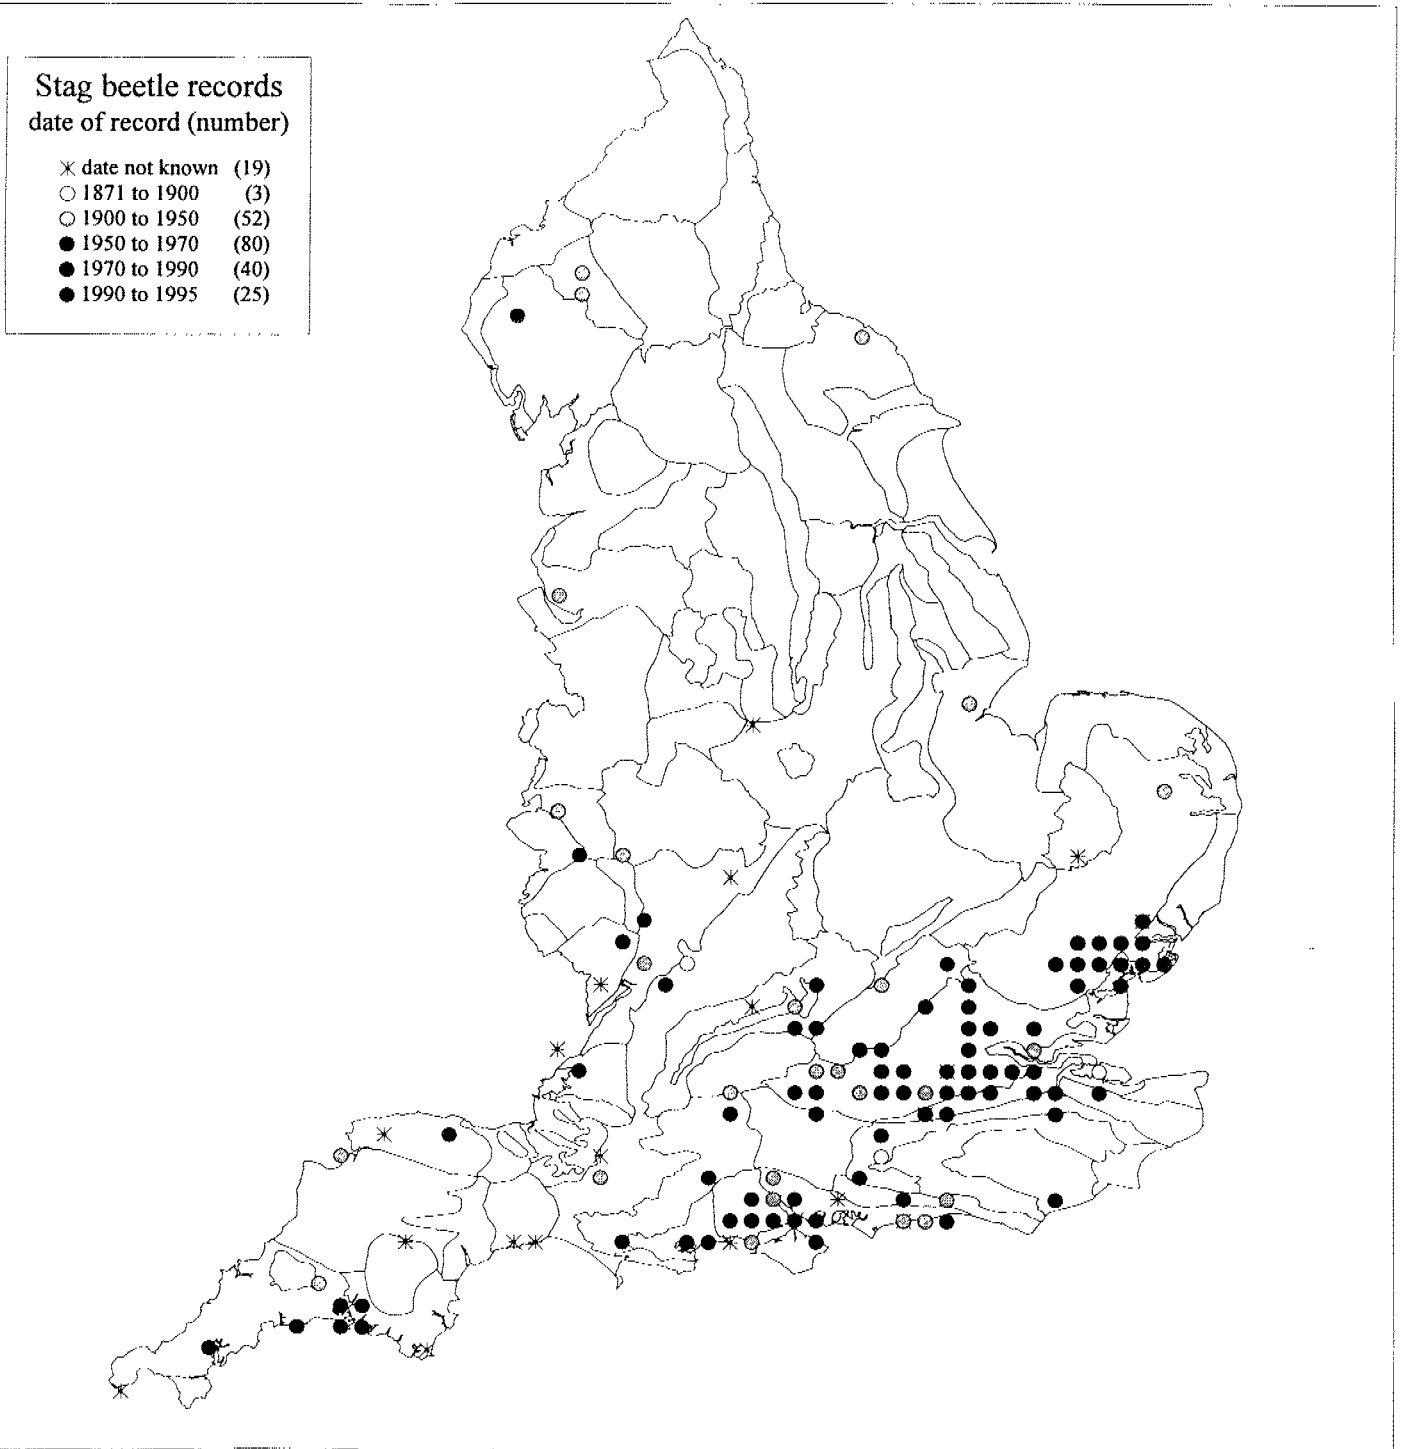 Stag beetle records
date of record (number)
date not known (19)
1871 to 1900 (3)
1900 to 1950 (52)
1950 to 1970 (80)
1970 to 1990 (40)
1990 to 1995 (25)